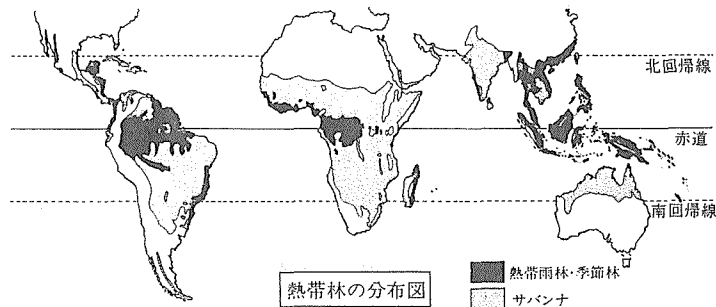 北回帰線
赤道
南回帰線
熱帯林の分布図
熱帯雨林・季節林
サバンナ